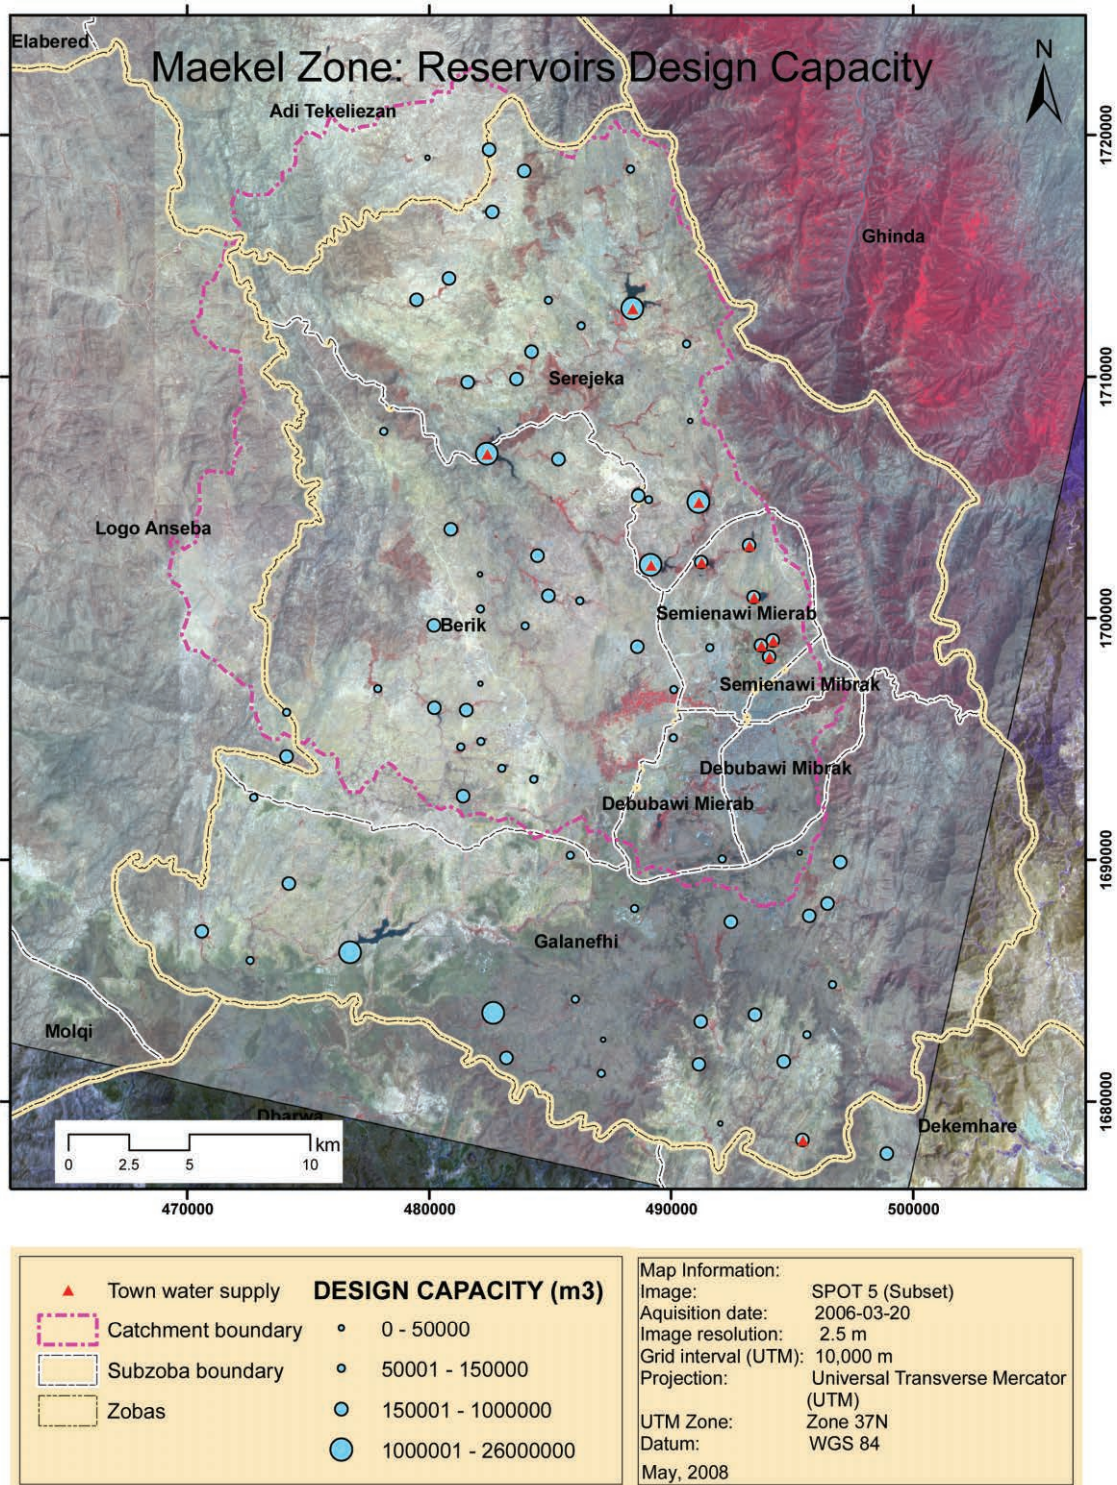 Elabered
Maekel Zone: Reservoirs Design Capacity
N
Adi Tekeliezan
1720000
Ghinda
Serejeka
1710000
Logo Anseba
Semienawi Mierab
Berik
1700000
Semienawi Mibrak
Debubawi Mibrak
Debubawi Mierab
1690000
Galanefhi
Molqi
1680000
Dbarwa
Dekemhare
km
0 2.5 5 10
470000 480000 490000 500000
Town water supply
Catchment boundary
Subzoba boundary
Zobas
DESIGN CAPACITY (m3)
0 - 50000
50001 - 150000
150001 - 1000000
1000001 - 26000000
Map Information:
Image: SPOT 5 (Subset)
Aquisition date: 2006-03-20
Image resolution: 2.5 m
Grid interval (UTM): 10,000 m
Projection: Universal Transverse Mercator
(UTM)
UTM Zone: Zone 37N
Datum: WGS 84
May, 2008